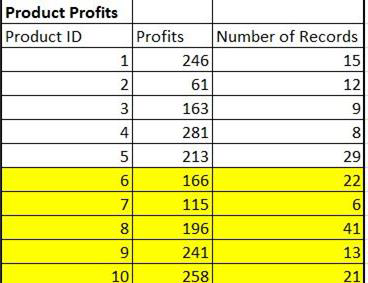 Product Profits
Product ID Profits Number of Records
1 246 15
2 61 12
3 163 9
4 281 8
5 213 29
6 166 22
7 115 6
8 196 41
9 241 13
10 258 21